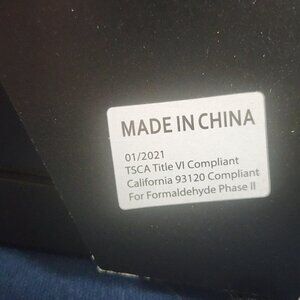 MADE IN CHINA
01/2021
TSCA Title VI Compliant
California 93120 Compliant
For Formaldehyde Phase II